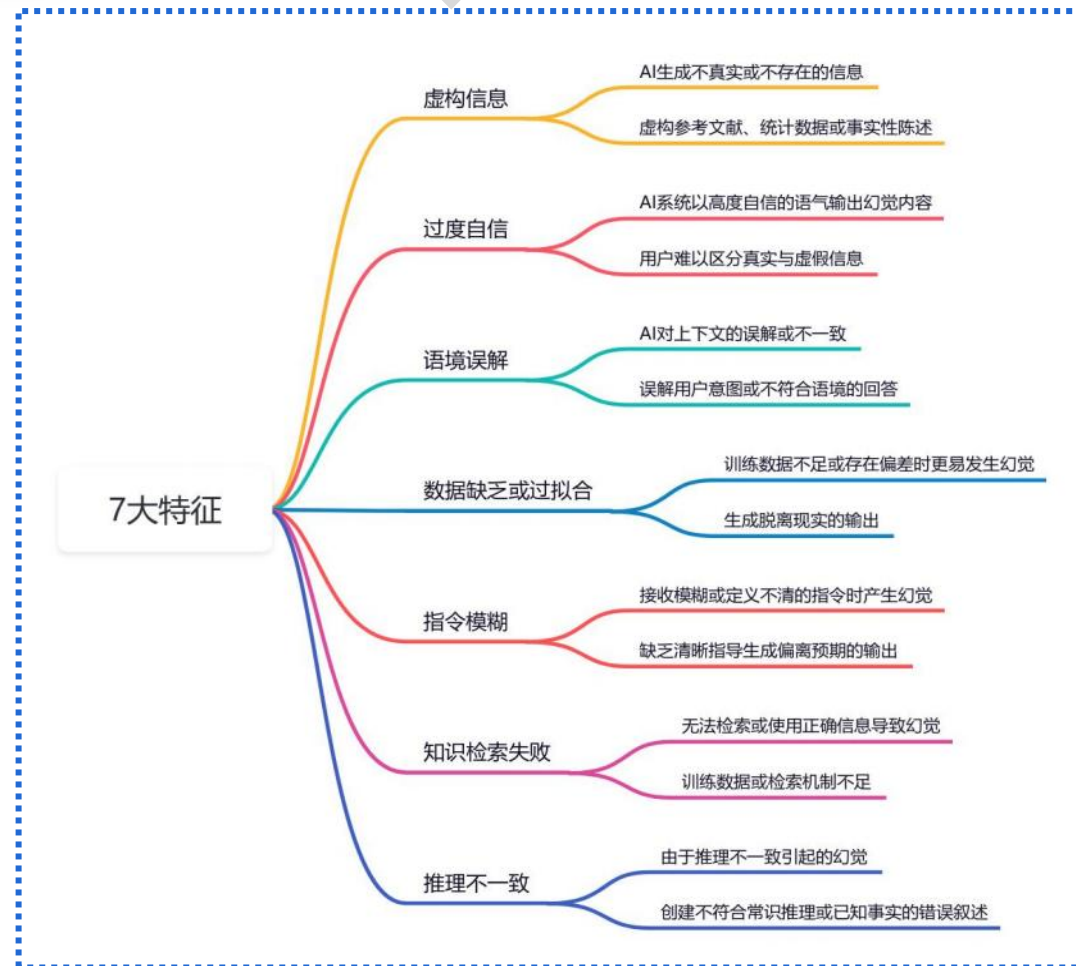 7大特征
虚构信息
AI生成不真实或不存在的信息
虚构参考文献、统计数据或事实性陈述
过度自信
AI系统以高度自信的语气输出幻觉内容
用户难以区分真实与虚假信息
语境误解
AI对上下文的误解或不一致
误解用户意图或不符合语境的回答
数据缺乏或过拟合
训练数据不足或存在偏差时更易发生幻觉
生成脱离现实的输出
指令模糊
接收模糊或定义不清的指令时产生幻觉
缺乏清晰指导生成偏离预期的输出
知识检索失败
无法检索或使用正确信息导致幻觉
训练数据或检索机制不足
推理不一致
由于推理不一致引起的幻觉
创建不符合常识推理或已知事实的错误叙述